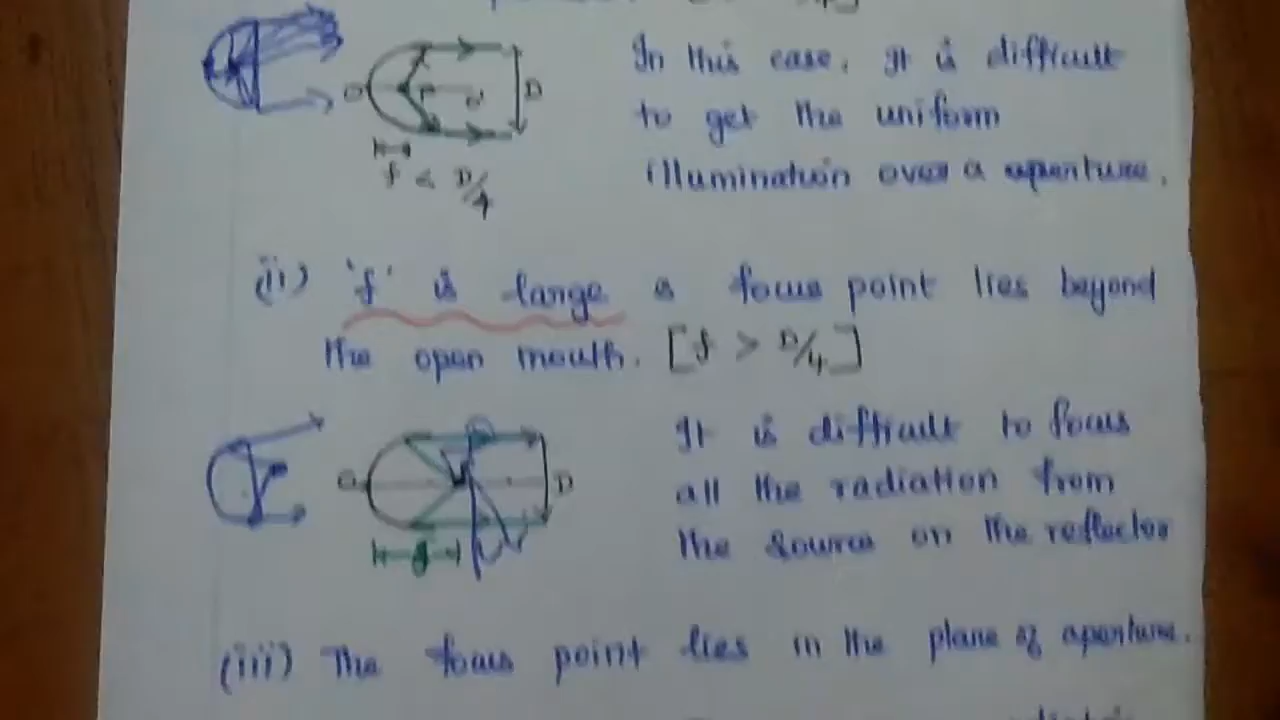 In this case, It is difficult
to get the uniform
illumination over a aperture.
O F O' D
f < D/4
(ii) 'f' is large & focus point lies beyond
the open mouth. [f > D/4]
It is difficult to focus
all the radiation from
the source on the reflector
O D
f
(iii) The focus point lies in the plane of aperture.